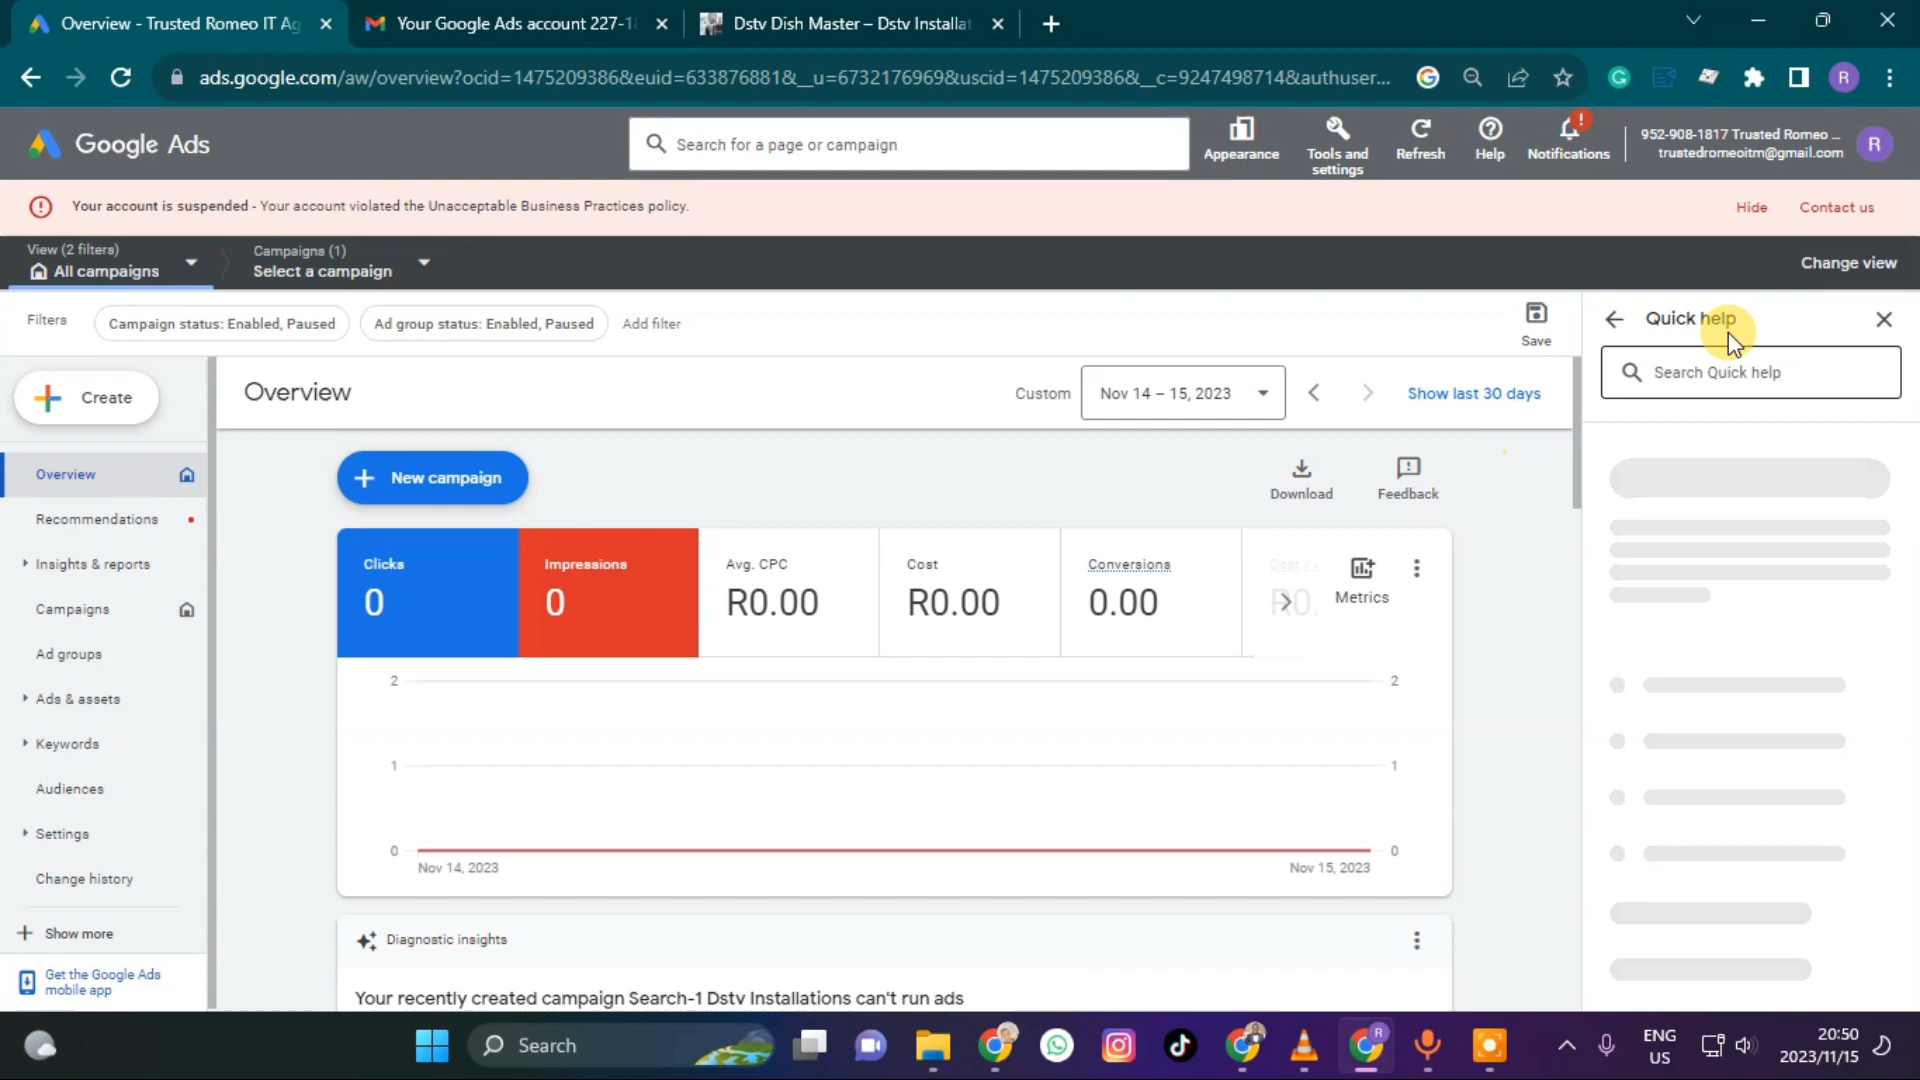 Overview - Trusted Romeo IT Ag
Your Google Ads account 227-1
Dstv Dish Master – Dstv Installat
ads.google.com/aw/overview?ocid=1475209386&euid=633876881&__u=6732176969&uscid=1475209386&__c=9247498714&authuser...
R
Google Ads
Search for a page or campaign
Appearance
Tools and settings
Refresh
Help
Notifications
952-908-1817 Trusted Romeo ...
trustedromeoitm@gmail.com
R
Your account is suspended - Your account violated the Unacceptable Business Practices policy.
Hide
Contact us
View (2 filters)
All campaigns
Campaigns (1)
Select a campaign
Change view
Filters
Campaign status: Enabled, Paused
Ad group status: Enabled, Paused
Add filter
Save
Quick help
Search Quick help
Create
Overview
Custom
Nov 14 – 15, 2023
Show last 30 days
Overview
Recommendations
Insights & reports
Campaigns
Ad groups
Ads & assets
Keywords
Audiences
Settings
Change history
Show more
Get the Google Ads
mobile app
New campaign
Download
Feedback
Clicks
0
Impressions
0
Avg. CPC
R0.00
Cost
R0.00
Conversions
0.00
Cost /
R0.
Metrics
2
2
1
1
0
0
Nov 14, 2023
Nov 15, 2023
Diagnostic insights
Your recently created campaign Search-1 Dstv Installations can't run ads
Search
R
ENG
US
20:50
2023/11/15